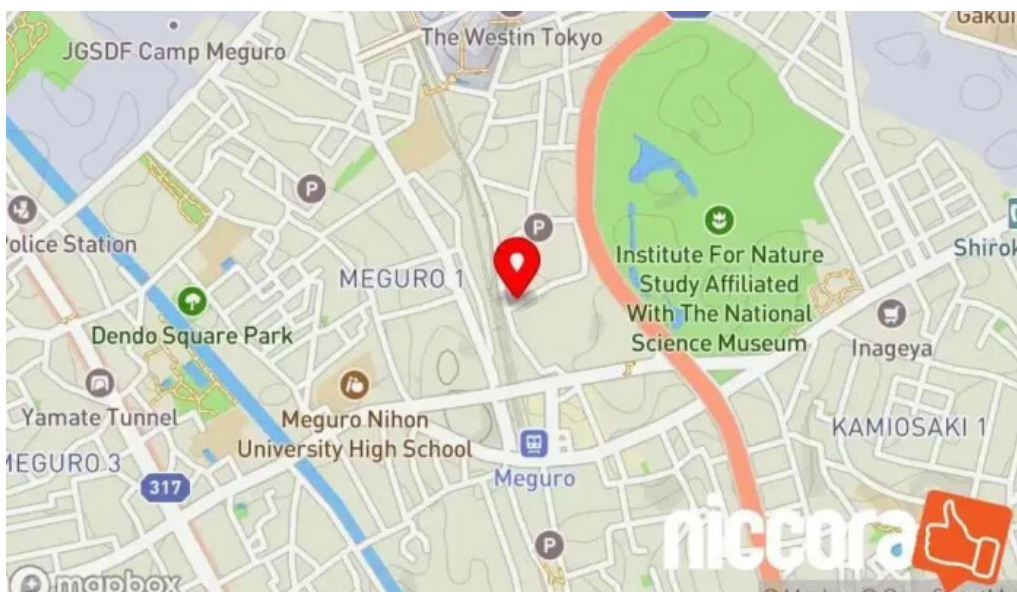 Gakui
JGSDF Camp Meguro
The Westin Tokyo
P
P
Police Station
Shirok
MEGURO 1
Institute For Nature
Study Affiliated
With The National
Science Museum
Dendo Square Park
Inageya
Yamate Tunnel
Meguro Nihon
University High School
KAMIOSAKI 1
MEGURO 3
Meguro
317
niccora
P
mapbox